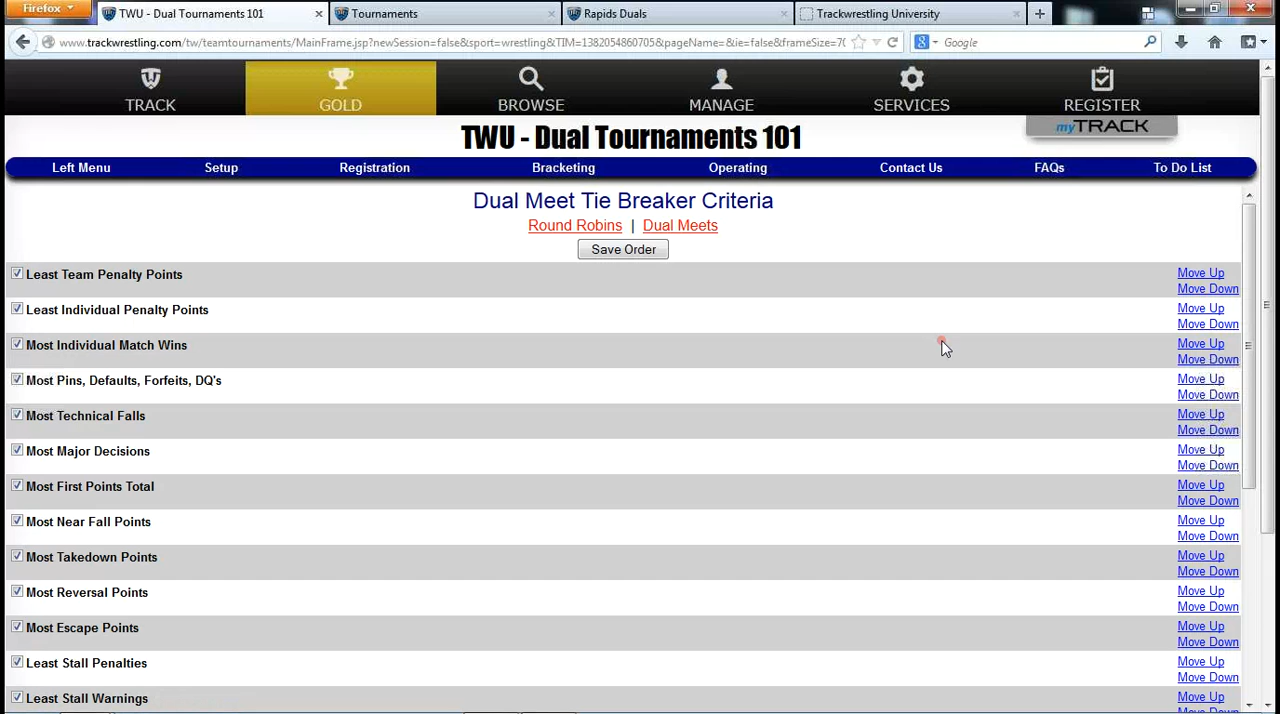 Firefox
TWU - Dual Tournaments 101
Tournaments
Rapids Duals
Trackwrestling University
www.trackwrestling.com/tw/teamtournaments/MainFrame.jsp?newSession=false&sport=wrestling&TIM=1382054860705&pageName=&ie=false&frameSize=70
Google
TRACK
GOLD
BROWSE
MANAGE
SERVICES
REGISTER
myTRACK
TWU - Dual Tournaments 101
Left Menu
Setup
Registration
Bracketing
Operating
Contact Us
FAQs
To Do List
Dual Meet Tie Breaker Criteria
Round Robins | Dual Meets
Save Order
Least Team Penalty Points
Move Up
Move Down
Least Individual Penalty Points
Move Up
Move Down
Most Individual Match Wins
Move Up
Move Down
Most Pins, Defaults, Forfeits, DQ's
Move Up
Move Down
Most Technical Falls
Move Up
Move Down
Most Major Decisions
Move Up
Move Down
Most First Points Total
Move Up
Move Down
Most Near Fall Points
Move Up
Move Down
Most Takedown Points
Move Up
Move Down
Most Reversal Points
Move Up
Move Down
Most Escape Points
Move Up
Move Down
Least Stall Penalties
Move Up
Move Down
Least Stall Warnings
Move Up
Move Down